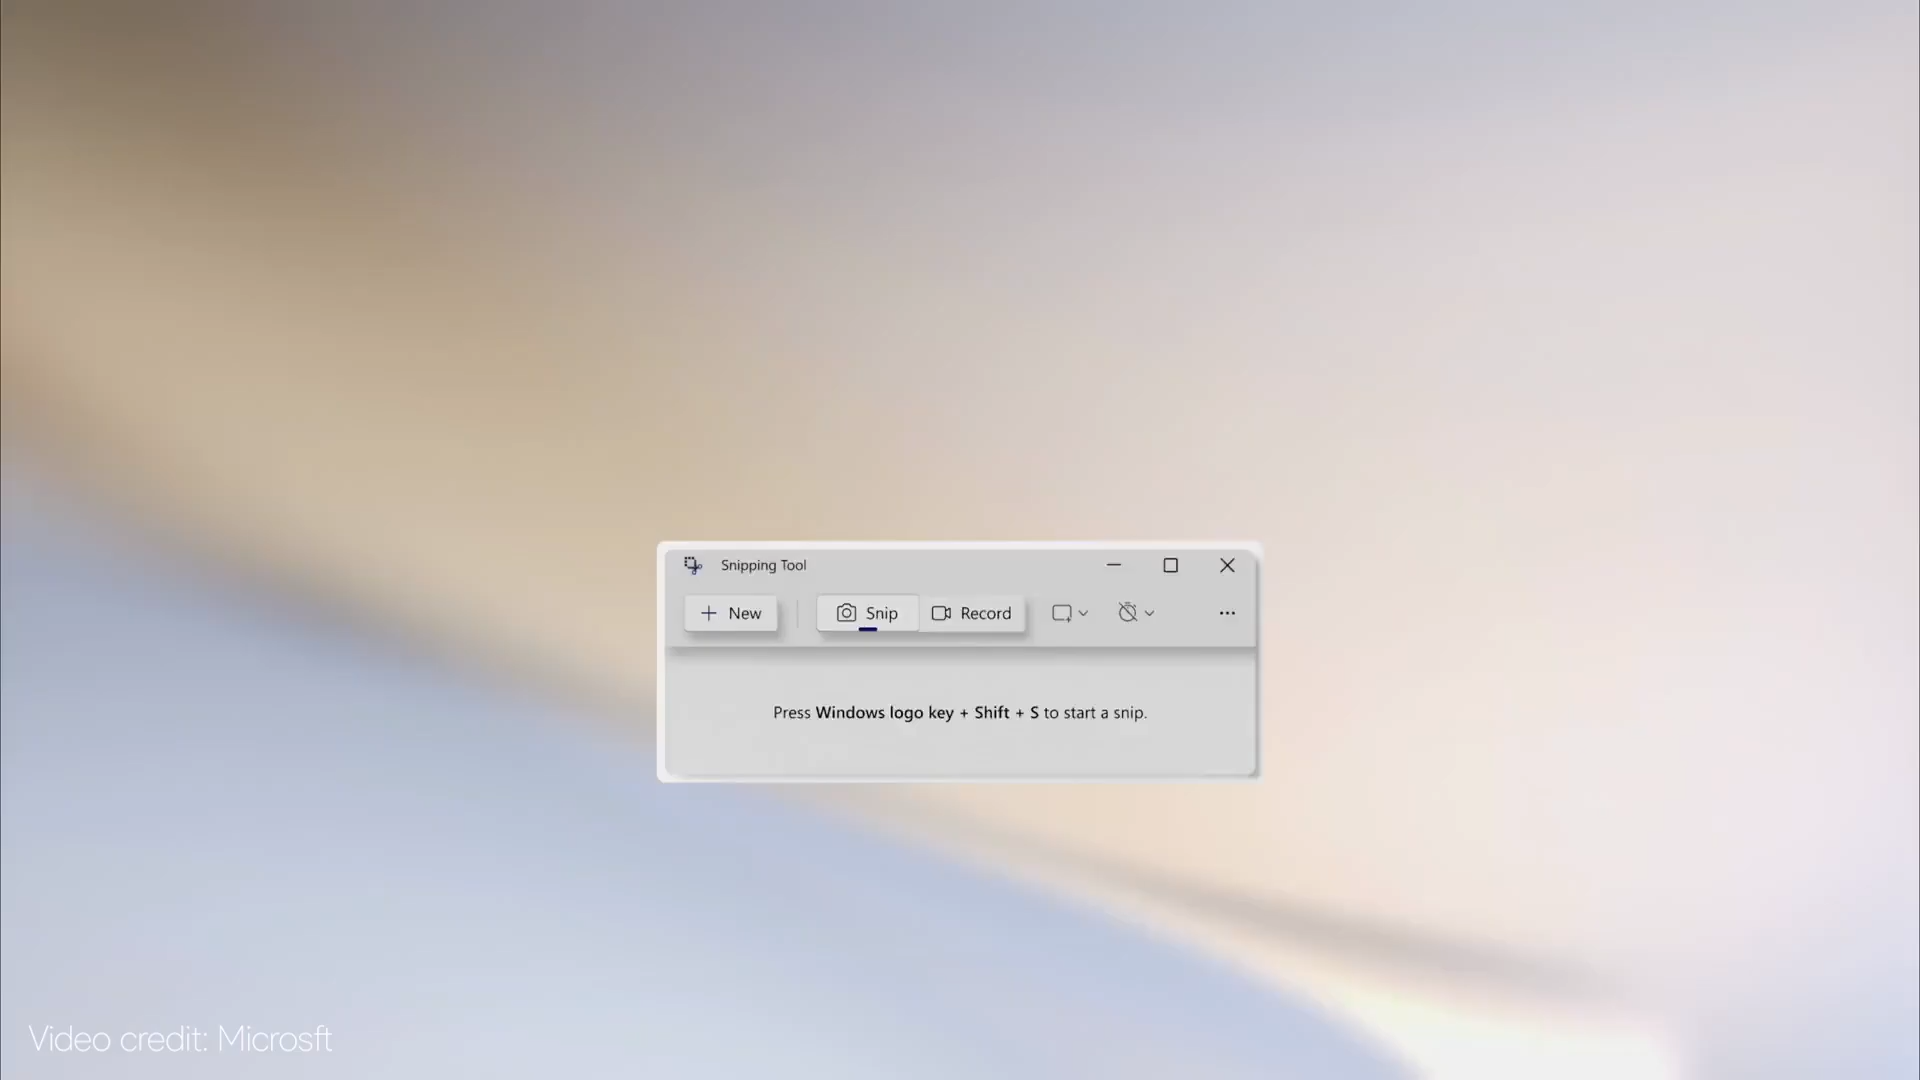 Snipping Tool
New
Snip
Record
Press Windows logo key + Shift + S to start a snip.
Video credit: Microsft